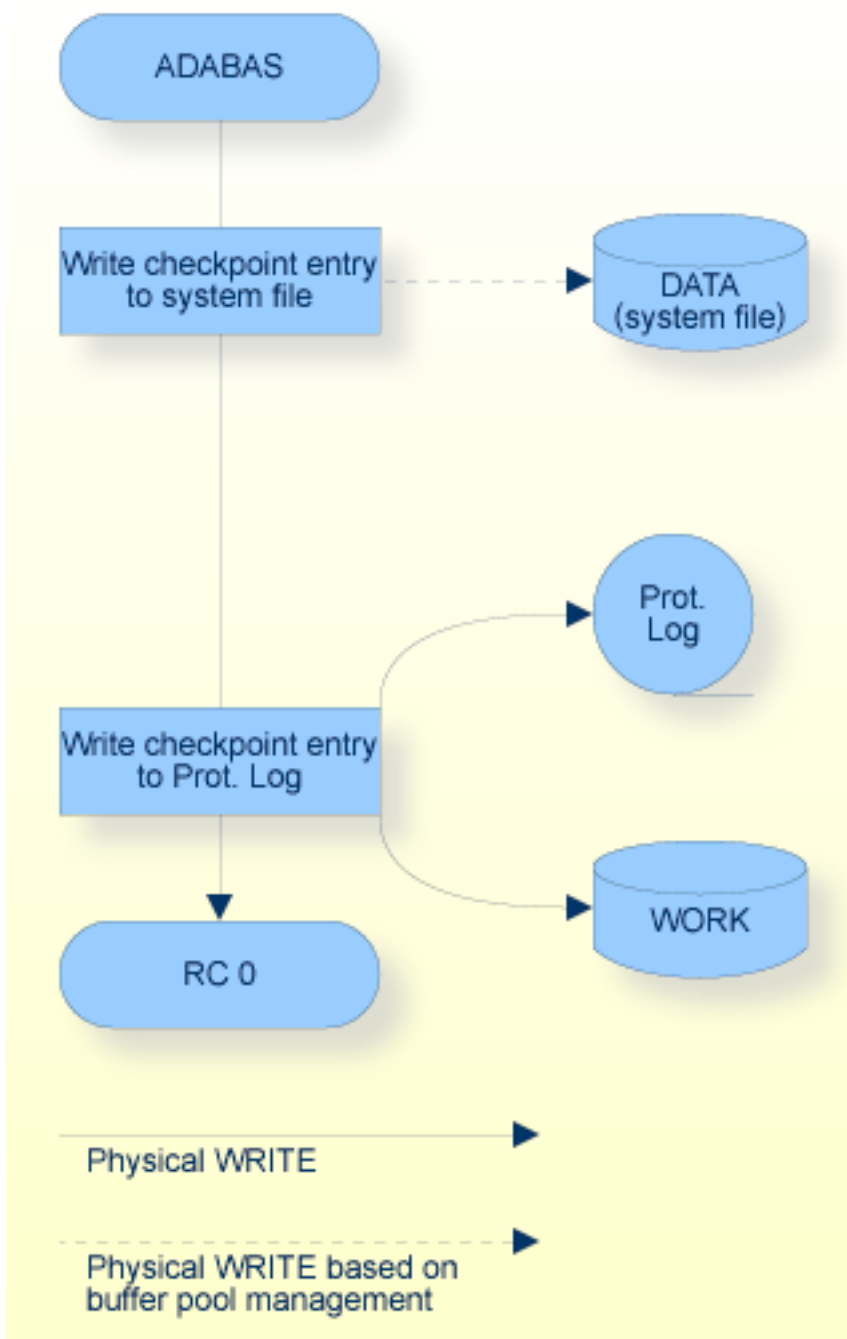 ADABAS
Write checkpoint entry
to system file
DATA
(system file)
Prot.
Log
Write checkpoint entry
to Prot. Log
WORK
RC 0
Physical WRITE
Physical WRITE based on
buffer pool management